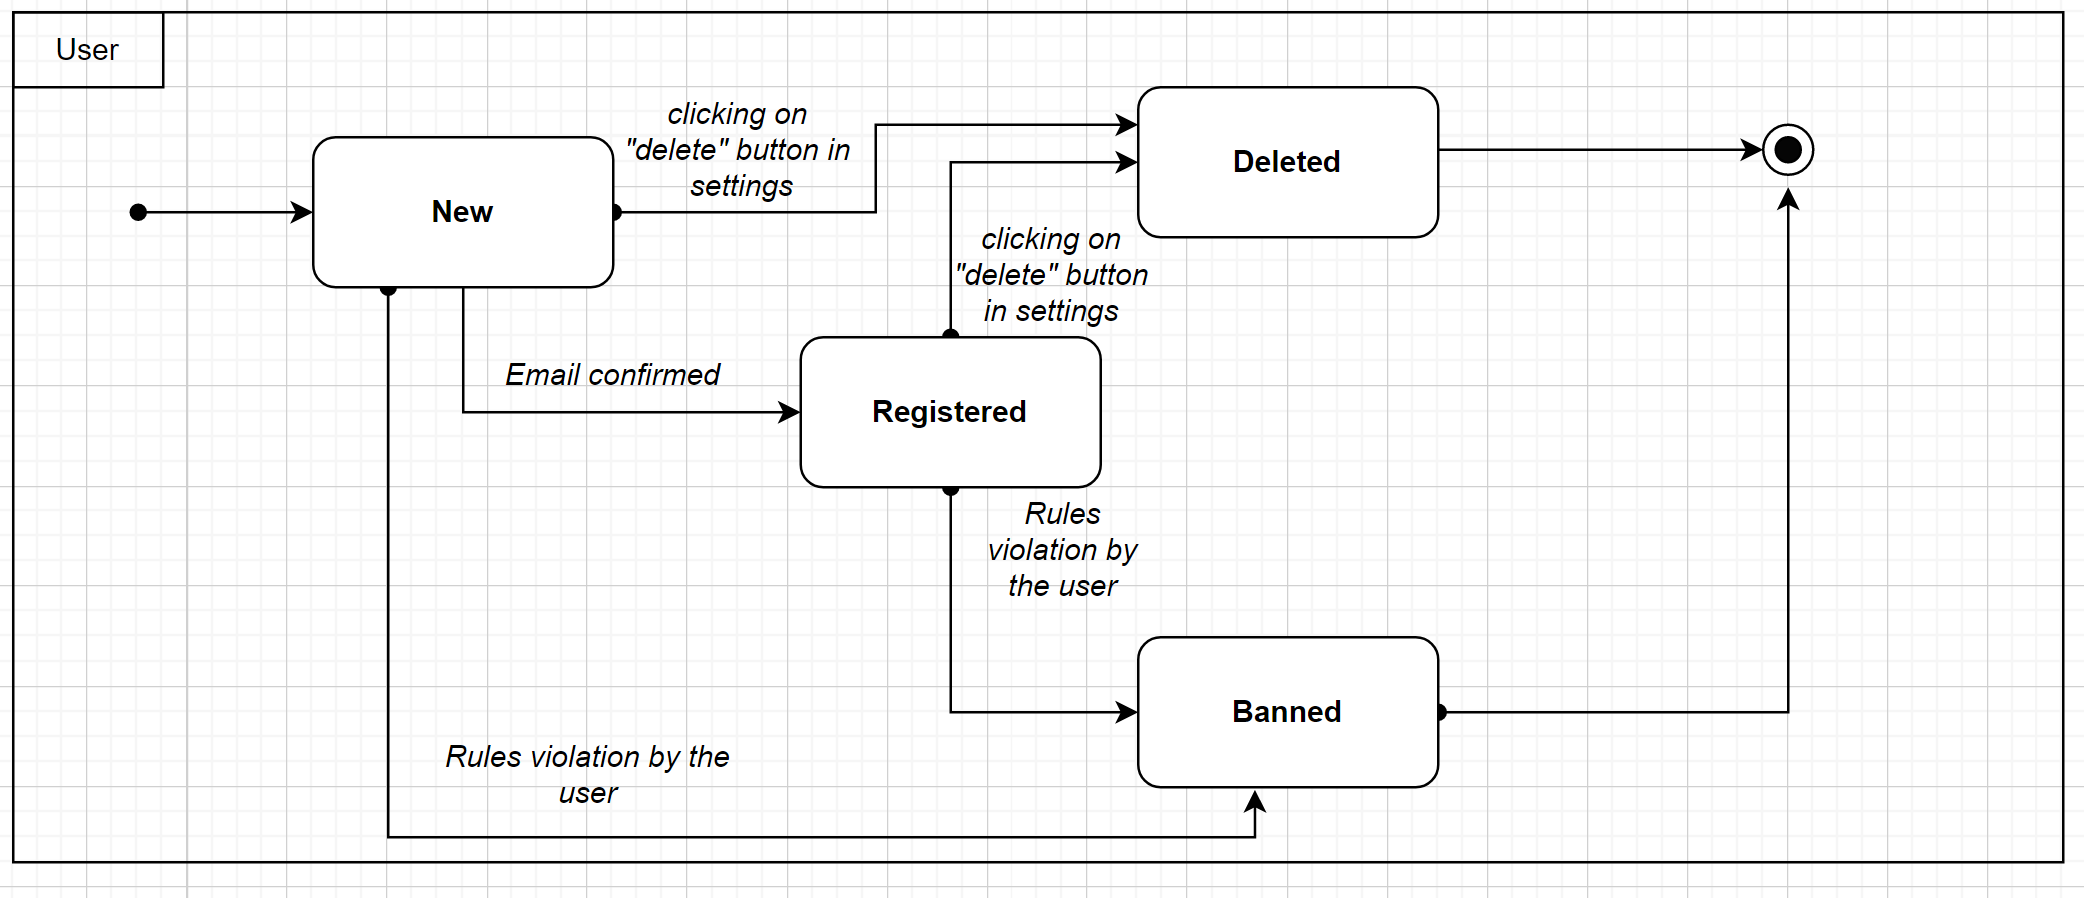 User
clicking on
"delete" button in
settings
New
Deleted
clicking on
"delete" button
in settings
Email confirmed
Registered
Rules
violation by
the user
Banned
Rules violation by the
user